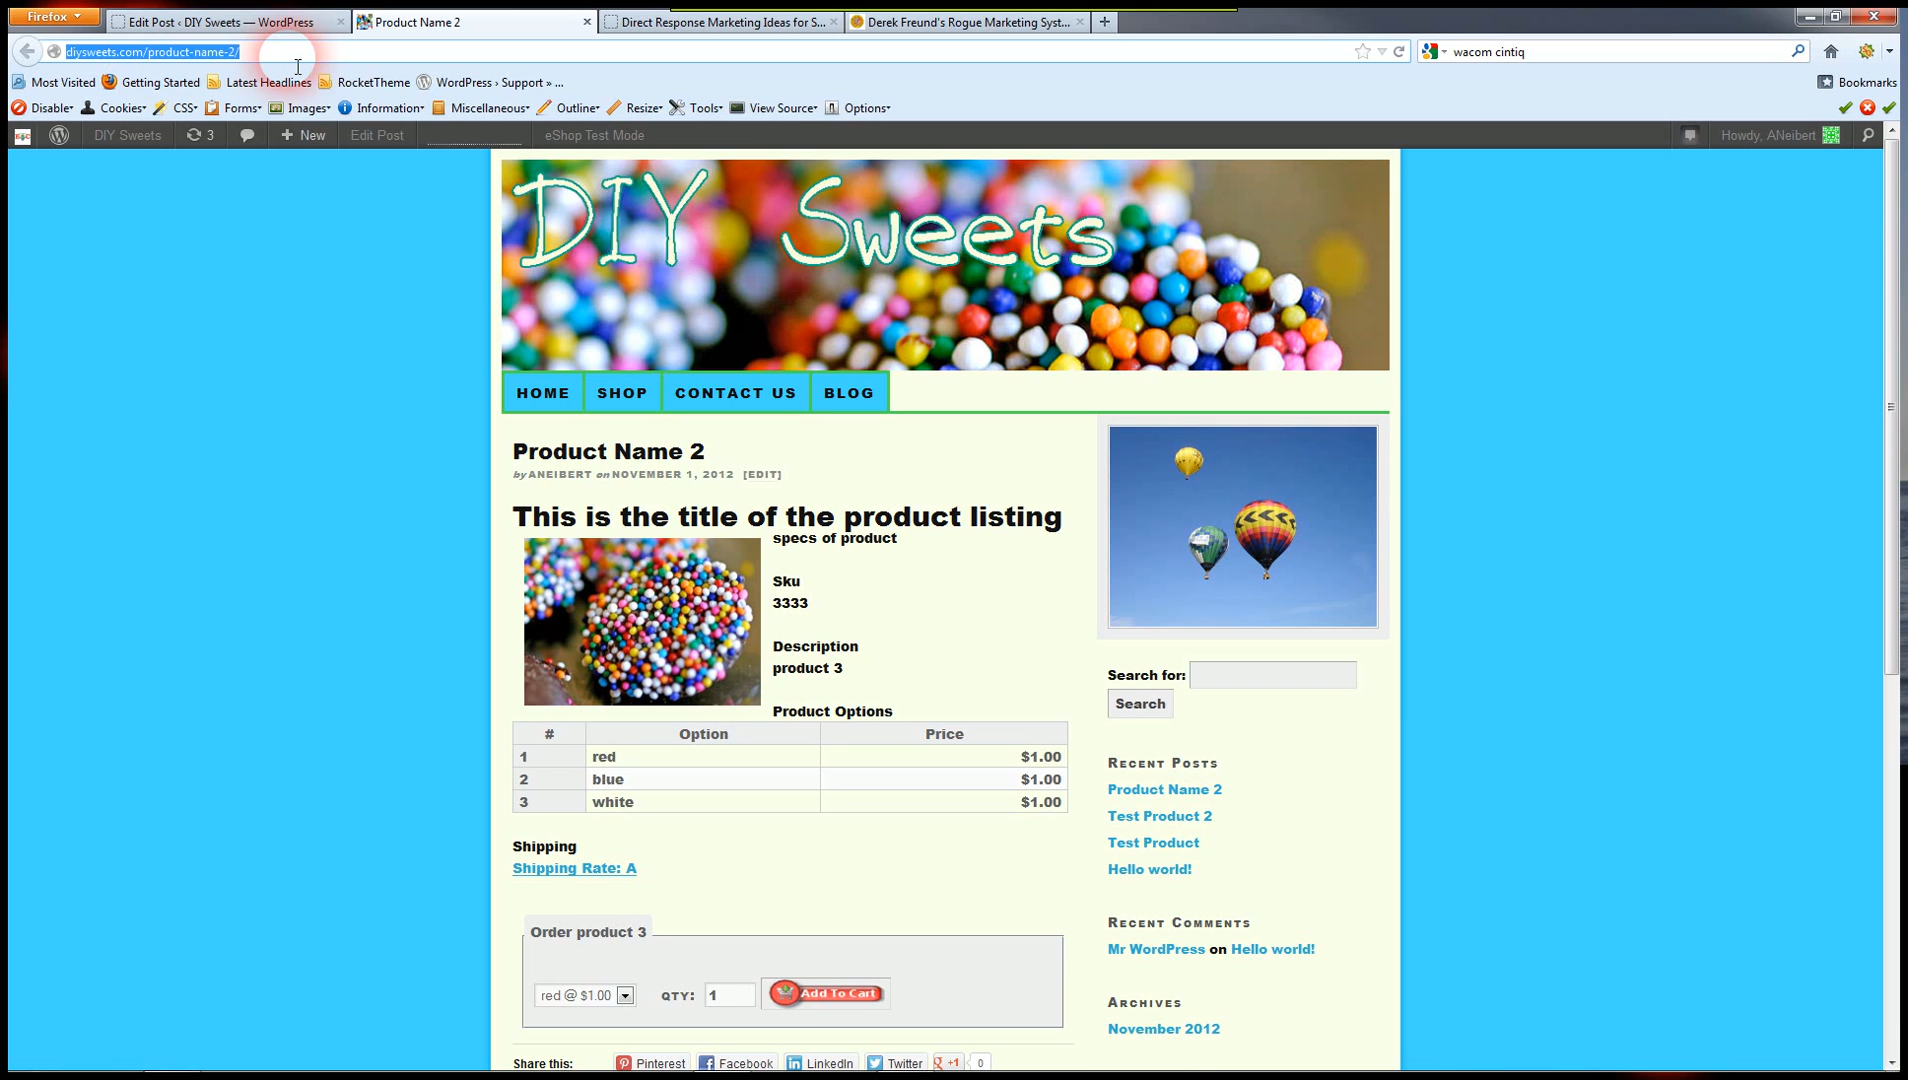 Firefox
Edit Post ‹ DIY Sweets — WordPress
Product Name 2
Direct Response Marketing Ideas for S...
Derek Freund's Rogue Marketing Syst...
diysweets.com/product-name-2/
wacom cintiq
Most Visited
Getting Started
Latest Headlines
RocketTheme
WordPress › Support » ...
Bookmarks
Disable
Cookies
CSS
Forms
Images
Information
Miscellaneous
Outline
Resize
Tools
View Source
Options
DIY Sweets
3
New
Edit Post
eShop Test Mode
Howdy, ANeibert
DIY Sweets
HOME
SHOP
CONTACT US
BLOG
Product Name 2
by ANEIBERT on NOVEMBER 1, 2012 [EDIT]
This is the title of the product listing
specs of product
Sku
3333
Description
product 3
Product Options
# Option Price
1 red $1.00
2 blue $1.00
3 white $1.00
Shipping
Shipping Rate: A
Order product 3
red @ $1.00
QTY: 1
Add To Cart
Share this:
Pinterest
Facebook
LinkedIn
Twitter
+1
0
Search for:
Search
RECENT POSTS
Product Name 2
Test Product 2
Test Product
Hello world!
RECENT COMMENTS
Mr WordPress on Hello world!
ARCHIVES
November 2012